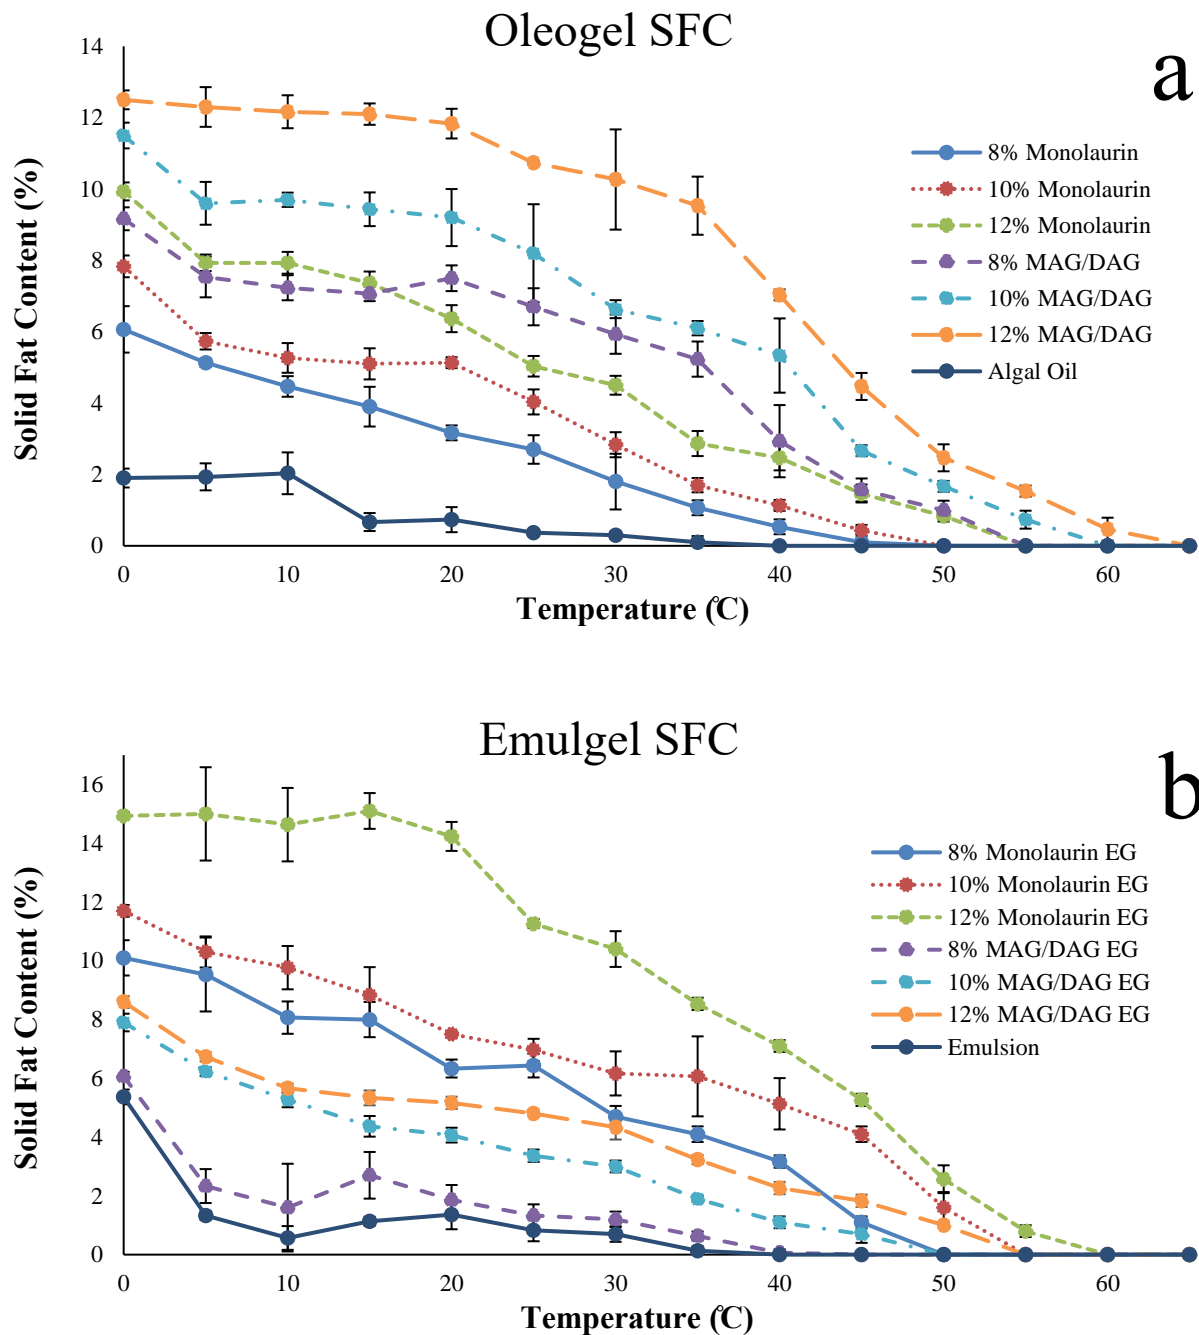 Oleogel SFC
a
14
12
10
8
6
4
2
0
Solid Fat Content (%)
8% Monolaurin
10% Monolaurin
12% Monolaurin
8% MAG/DAG
10% MAG/DAG
12% MAG/DAG
Algal Oil
0 10 20 30 40 50 60
Temperature (℃)
Emulgel SFC
b
16
14
12
10
8
6
4
2
0
Solid Fat Content (%)
8% Monolaurin EG
10% Monolaurin EG
12% Monolaurin EG
8% MAG/DAG EG
10% MAG/DAG EG
12% MAG/DAG EG
Emulsion
0 10 20 30 40 50 60
Temperature (℃)